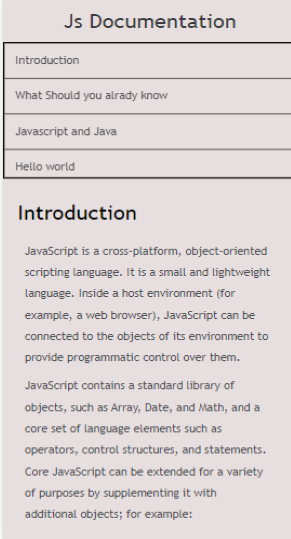 Js Documentation
Introduction
What Should you alrady know
Javascript and Java
Hello world
Introduction
JavaScript is a cross-platform, object-oriented
scripting language. It is a small and lightweight
language. Inside a host environment (for
example, a web browser), JavaScript can be
connected to the objects of its environment to
provide programmatic control over them.
JavaScript contains a standard library of
objects, such as Array, Date, and Math, and a
core set of language elements such as
operators, control structures, and statements.
Core JavaScript can be extended for a variety
of purposes by supplementing it with
additional objects; for example: